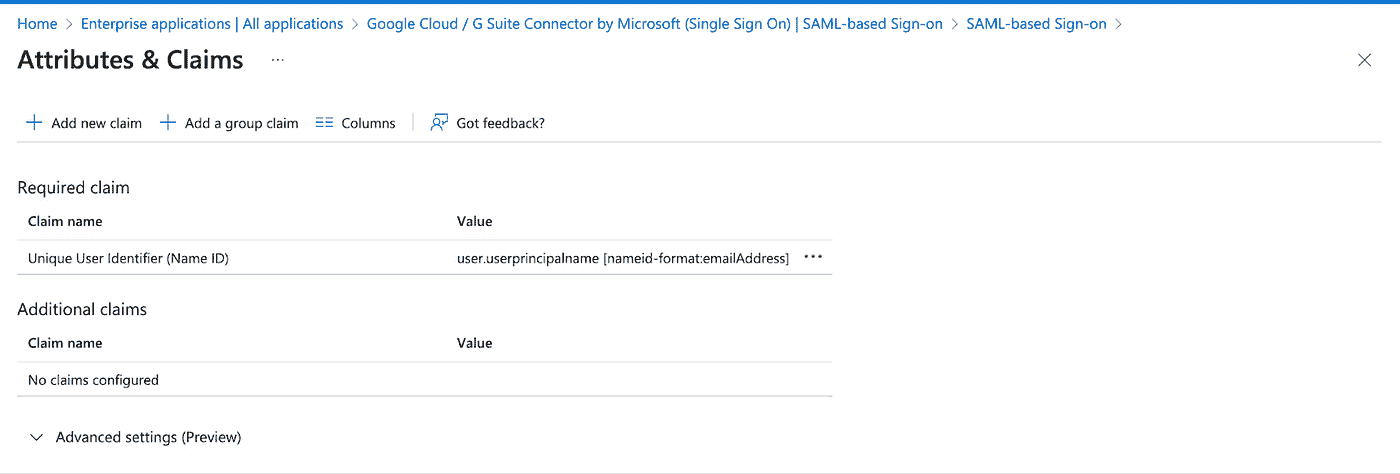 Home > Enterprise applications | All applications > Google Cloud / G Suite Connector by Microsoft (Single Sign On) | SAML-based Sign-on > SAML-based Sign-on >
Attributes & Claims ...
Add new claim Add a group claim Columns Got feedback?
Required claim
Claim name Value
Unique User Identifier (Name ID) user.userprincipalname [nameid-format:emailAddress] ...
Additional claims
Claim name Value
No claims configured
Advanced settings (Preview)